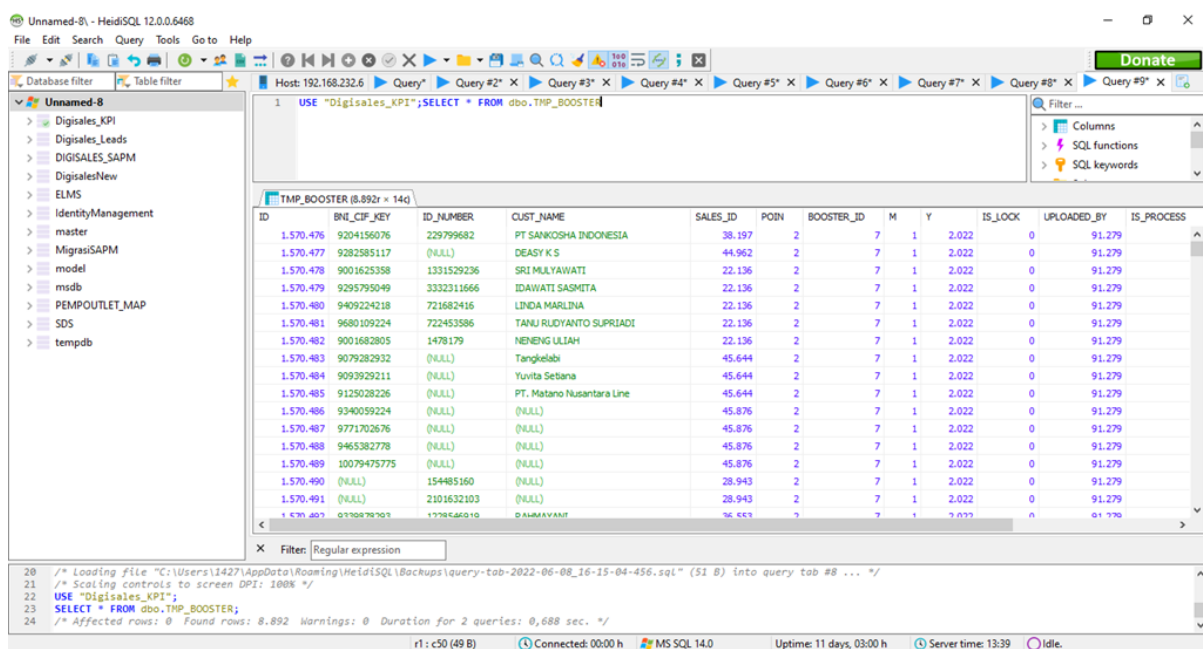 Unnamed-8\ - HeidiSQL 12.0.0.6468
File Edit Search Query Tools Go to Help
Donate
Database filter Table filter Host: 192.168.232.6 Query* Query #2* Query #3* Query #4* Query #5* Query #6* Query #7* Query #8* Query #9*
Unnamed-8
Digisales_KPI
Digisales_Leads
DIGISALES_SAPM
DigisalesNew
ELMS
IdentityManagement
master
MigrasiSAPM
model
msdb
PEMPOUTLET_MAP
SDS
tempdb
1 USE "Digisales_KPI";SELECT * FROM dbo.TMP_BOOSTER
Filter ...
Columns
SQL functions
SQL keywords
TMP_BOOSTER (8.892r × 14c)
ID BNI_CIF_KEY ID_NUMBER CUST_NAME SALES_ID POIN BOOSTER_ID M Y IS_LOCK UPLOADED_BY IS_PROCESS
1.570.476 9204156076 229799682 PT SANKOSHA INDONESIA 38.197 2 7 1 2.022 0 91.279
1.570.477 9282585117 (NULL) DEASY K S 44.962 2 7 1 2.022 0 91.279
1.570.478 9001625358 1331529236 SRI MULYAWATI 22.136 2 7 1 2.022 0 91.279
1.570.479 9295795049 3332311666 IDAWATI SASMITA 22.136 2 7 1 2.022 0 91.279
1.570.480 9409224218 721682416 LINDA MARLINA 22.136 2 7 1 2.022 0 91.279
1.570.481 9680109224 722453586 TANU RUDYANTO SUPRIADI 22.136 2 7 1 2.022 0 91.279
1.570.482 9001682805 1478179 NENENG ULIAH 22.136 2 7 1 2.022 0 91.279
1.570.483 9079282932 (NULL) Tangkelabi 45.644 2 7 1 2.022 0 91.279
1.570.484 9093929211 (NULL) Yuvita Setiana 45.644 2 7 1 2.022 0 91.279
1.570.485 9125028226 (NULL) PT. Matano Nusantara Line 45.644 2 7 1 2.022 0 91.279
1.570.486 9340059224 (NULL) (NULL) 45.876 2 7 1 2.022 0 91.279
1.570.487 9771702676 (NULL) (NULL) 45.876 2 7 1 2.022 0 91.279
1.570.488 9465382778 (NULL) (NULL) 45.876 2 7 1 2.022 0 91.279
1.570.489 10079475775 (NULL) (NULL) 45.876 2 7 1 2.022 0 91.279
1.570.490 (NULL) 154485160 (NULL) 28.943 2 7 1 2.022 0 91.279
1.570.491 (NULL) 2101632103 (NULL) 28.943 2 7 1 2.022 0 91.279
1.570.492 9339878293 1228546919 RAHMAYANI 36.553 2 7 1 2.022 0 91.279
Filter: Regular expression
20 /* Loading file "C:\Users\1427\AppData\Roaming\HeidiSQL\Backups\query-tab-2022-06-08_16-15-04-456.sql" (51 B) into query tab #8 ... */
21 /* Scaling controls to screen DPI: 100% */
22 USE "Digisales_KPI";
23 SELECT * FROM dbo.TMP_BOOSTER;
24 /* Affected rows: 0 Found rows: 8.892 Warnings: 0 Duration for 2 queries: 0,688 sec. */
r1 : c50 (49 B) Connected: 00:00 h MS SQL 14.0 Uptime: 11 days, 03:00 h Server time: 13:39 Idle.